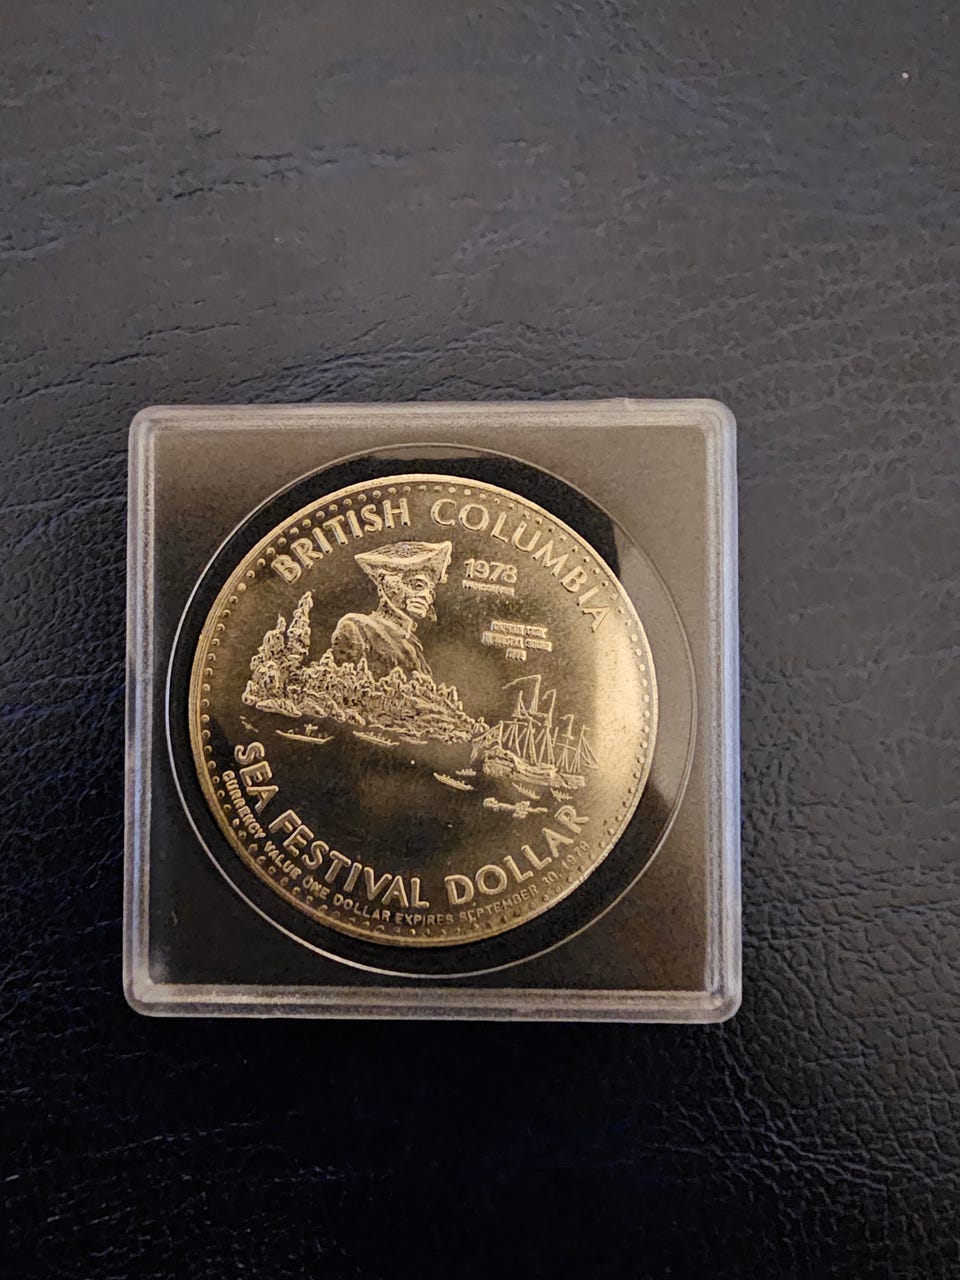 BRITISH COLUMBIA
1978
SEA FESTIVAL DOLLAR
CURRENCY VALUE ONE DOLLAR EXPIRES SEPTEMBER 30, 1978